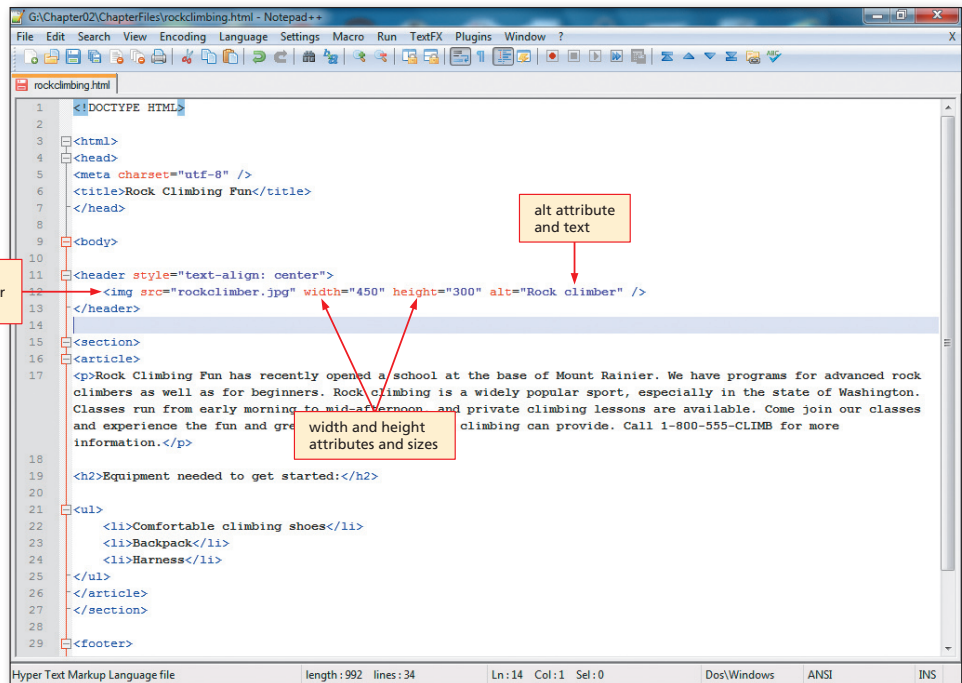 G:\Chapter02\ChapterFiles\rockclimbing.html - Notepad++
File Edit Search View Encoding Language Settings Macro Run TextFX Plugins Window ? X
rockclimbing.html
1 <!DOCTYPE HTML>
2
3 <html>
4 <head>
5 <meta charset="utf-8" />
6 <title>Rock Climbing Fun</title>
7 </head>
alt attribute
and text
8
9 <body>
10
11 <header style="text-align: center">
r
12 <img src="rockclimber.jpg" width="450" height="300" alt="Rock climber" />
13 </header>
14
15 <section>
16 <article>
17 <p>Rock Climbing Fun has recently opened a school at the base of Mount Rainier. We have programs for advanced rock
climbers as well as for beginners. Rock climbing is a widely popular sport, especially in the state of Washington.
Classes run from early morning to mid-afternoon, and private climbing lessons are available. Come join our classes
and experience the fun and gre climbing can provide. Call 1-800-555-CLIMB for more
information.</p>
width and height
attributes and sizes
18
19 <h2>Equipment needed to get started:</h2>
20
21 <ul>
22 <li>Comfortable climbing shoes</li>
23 <li>Backpack</li>
24 <li>Harness</li>
25 </ul>
26 </article>
27 </section>
28
29 <footer>
Hyper Text Markup Language file length : 992 lines : 34 Ln : 14 Col : 1 Sel : 0 Dos\Windows ANSI INS